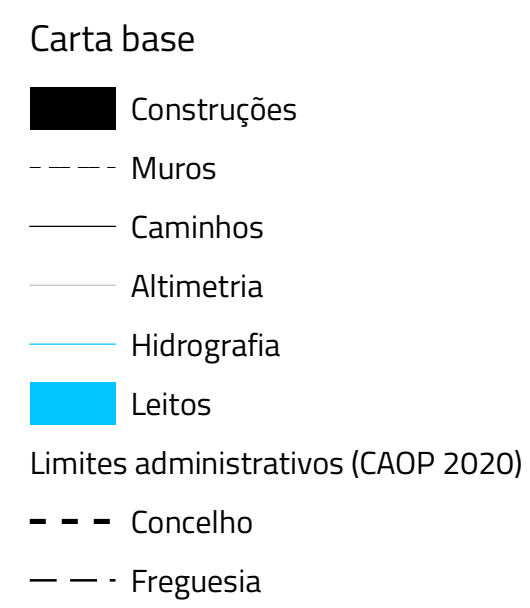 Carta base
Construções
Muros
Caminhos
Altimetria
Hidrografia
Leitos
Limites administrativos (CAOP 2020)
Concelho
Freguesia